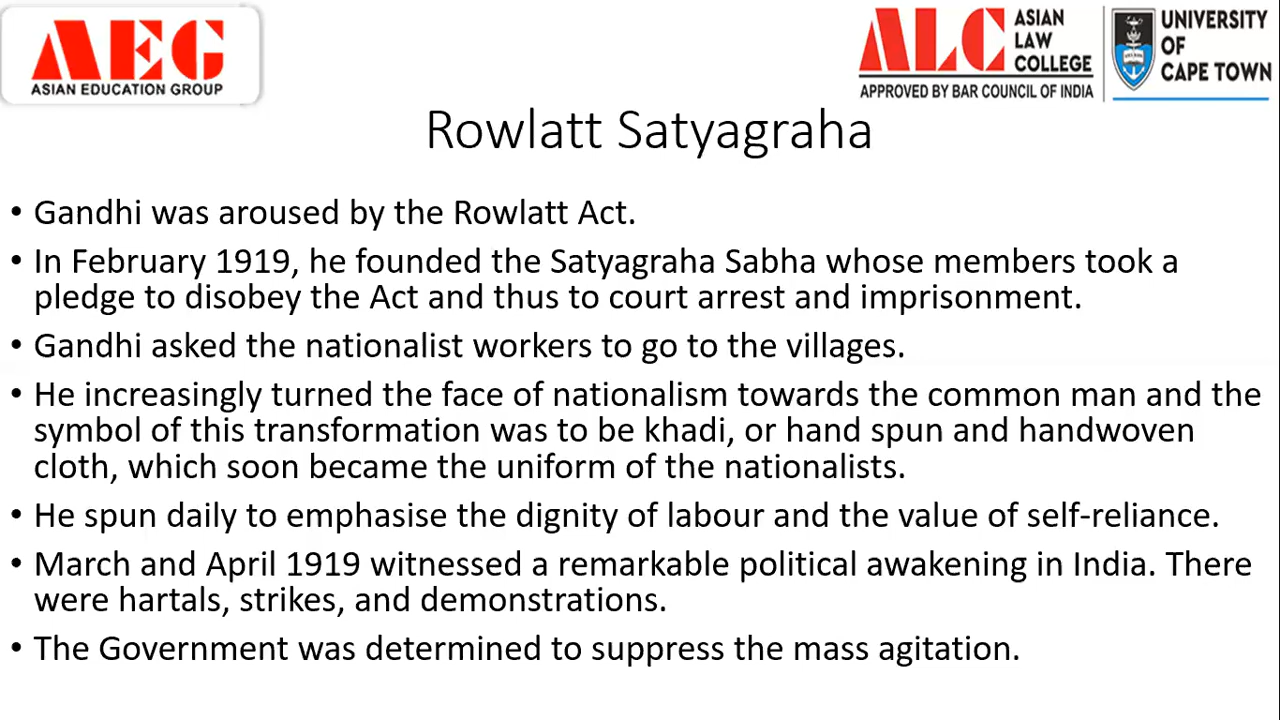 AEG
ASIAN EDUCATION GROUP
ALC ASIAN LAW COLLEGE
APPROVED BY BAR COUNCIL OF INDIA
UNIVERSITY
OF
CAPE TOWN
Rowlatt Satyagraha
• Gandhi was aroused by the Rowlatt Act.
• In February 1919, he founded the Satyagraha Sabha whose members took a
pledge to disobey the Act and thus to court arrest and imprisonment.
• Gandhi asked the nationalist workers to go to the villages.
• He increasingly turned the face of nationalism towards the common man and the
symbol of this transformation was to be khadi, or hand spun and handwoven
cloth, which soon became the uniform of the nationalists.
• He spun daily to emphasise the dignity of labour and the value of self-reliance.
• March and April 1919 witnessed a remarkable political awakening in India. There
were hartals, strikes, and demonstrations.
• The Government was determined to suppress the mass agitation.